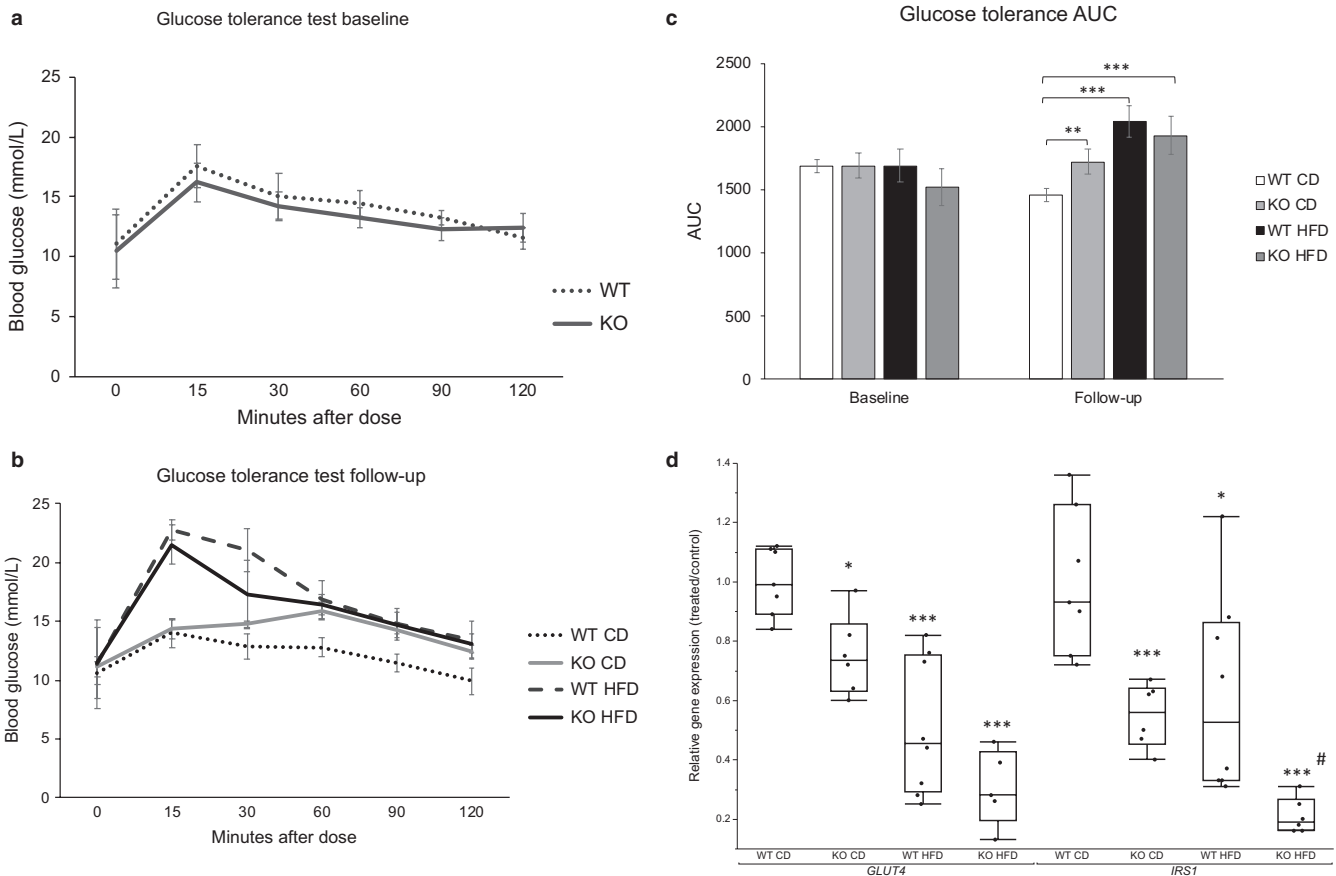 a
Glucose tolerance test baseline
25
20
15
10
5
0
Blood glucose (mmol/L)
0 15 30 60 90 120
Minutes after dose
WT
KO
b
Glucose tolerance test follow-up
25
20
15
10
5
0
Blood glucose (mmol/L)
0 15 30 60 90 120
Minutes after dose
WT CD
KO CD
WT HFD
KO HFD
c
Glucose tolerance AUC
2500
2000
1500
1000
500
0
AUC
***
***
**
Baseline Follow-up
WT CD
KO CD
WT HFD
KO HFD
d
1.4
1.2
1.0
0.8
0.6
0.4
0.2
Relative gene expression (treated/control)
* *** *** *** * *** #
WT CD KO CD WT HFD KO HFD WT CD KO CD WT HFD KO HFD
GLUT4 IRS1